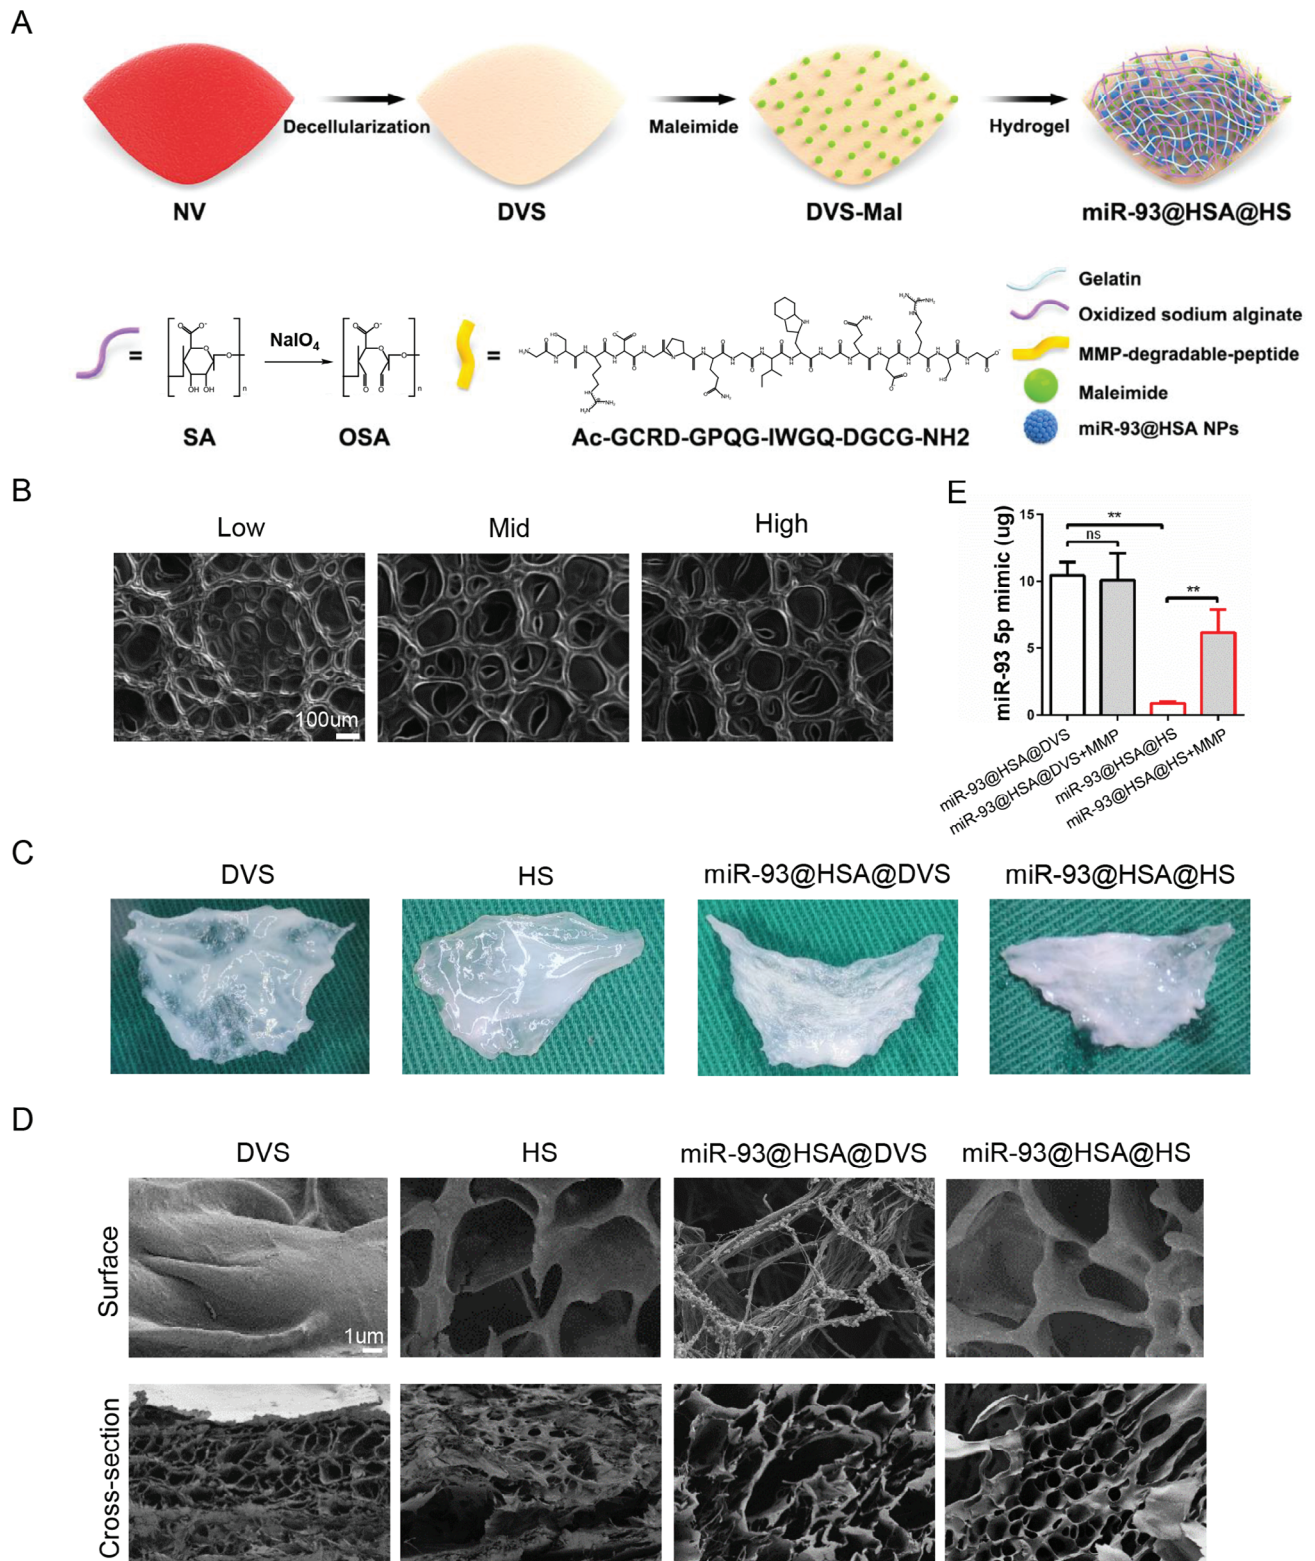 A
Decellularization
Maleimide
Hydrogel
NV
DVS
DVS-Mal
miR-93@HSA@HS
=
NaIO4
n
OH OH
n
SA
OSA
=
Ac-GCRD-GPQG-IWGQ-DGCG-NH2
Gelatin
Oxidized sodium alginate
MMP-degradable-peptide
Maleimide
miR-93@HSA NPs
B
Low
Mid
High
100um
E
miR-93 5p mimic (ug)
15
10
5
0
**
ns
**
miR-93@HSA@DVS
miR-93@HSA@DVS+MMP
miR-93@HSA@HS
miR-93@HSA@HS+MMP
C
DVS
HS
miR-93@HSA@DVS
miR-93@HSA@HS
D
DVS
HS
miR-93@HSA@DVS
miR-93@HSA@HS
Surface
1um
Cross-section